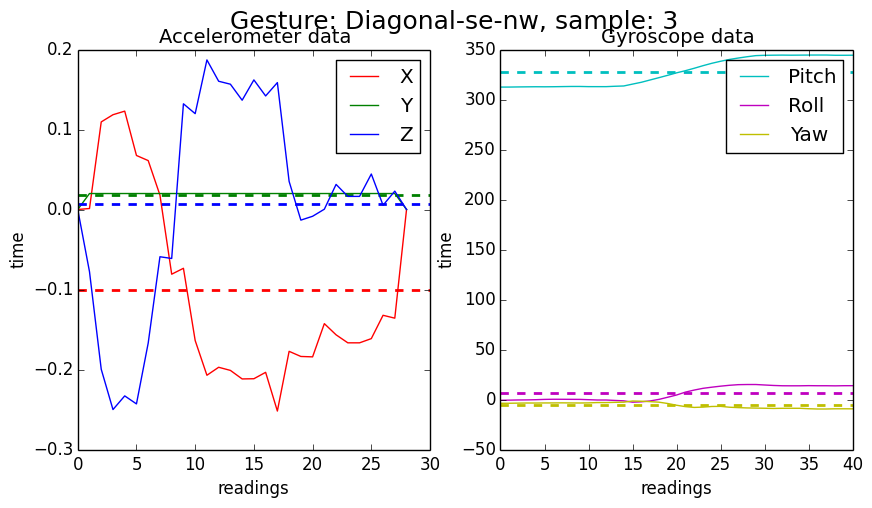 Gesture: Diagonal-se-nw, sample: 3
Accelerometer data
0.2
0.1
0.0
−0.1
−0.2
−0.3
time
0
5
10
15
20
25
30
readings
X
Y
Z
Gyroscope data
350
300
250
200
150
100
50
0
−50
time
0
5
10
15
20
25
30
35
40
readings
Pitch
Roll
Yaw